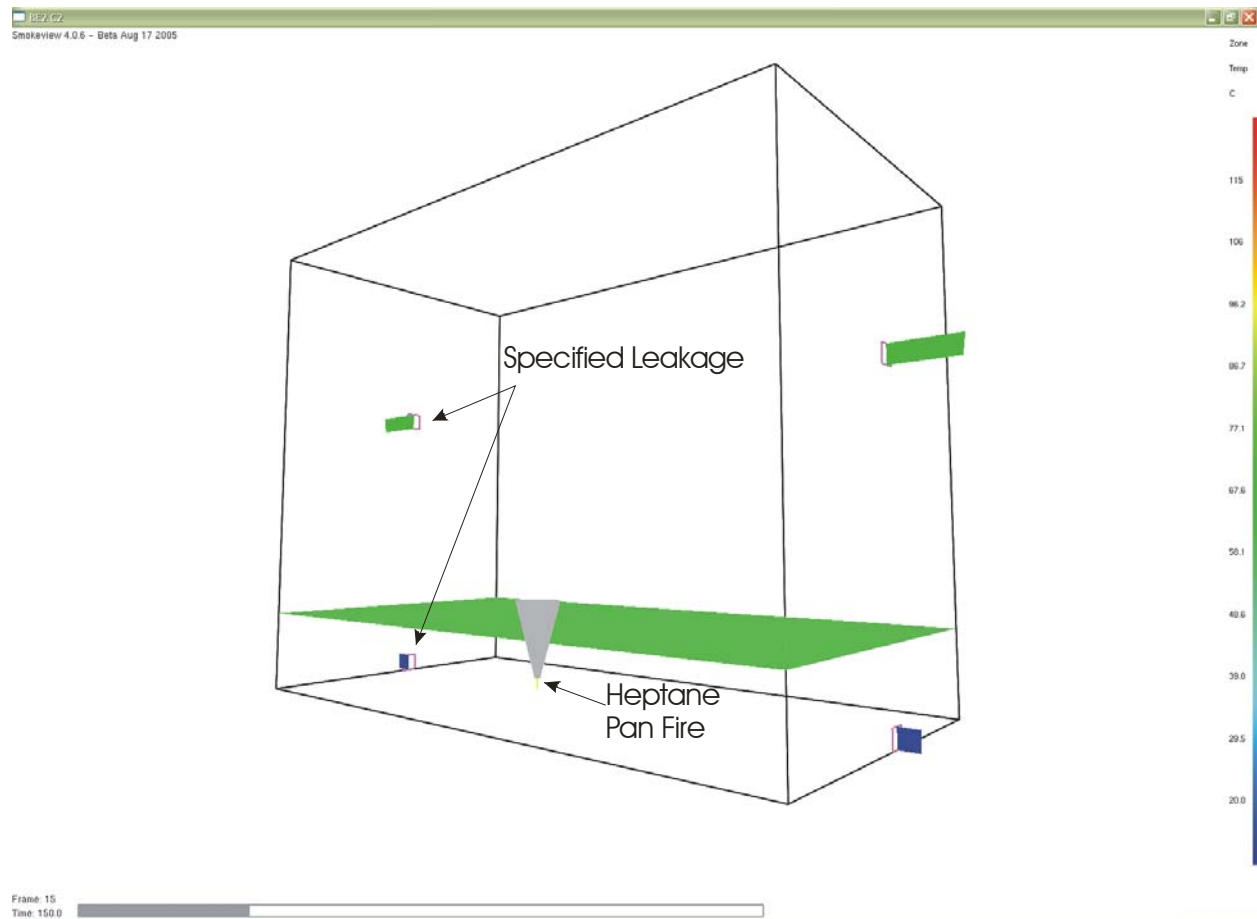 BE2 C2
Smokeview 4.0.6 - Beta Aug 17 2005
Zone
Temp
C
115
106
96.2
86.7
77.1
67.6
58.1
48.6
39.0
29.5
20.0
Specified Leakage
Heptane
Pan Fire
Frame: 15
Time: 150.0